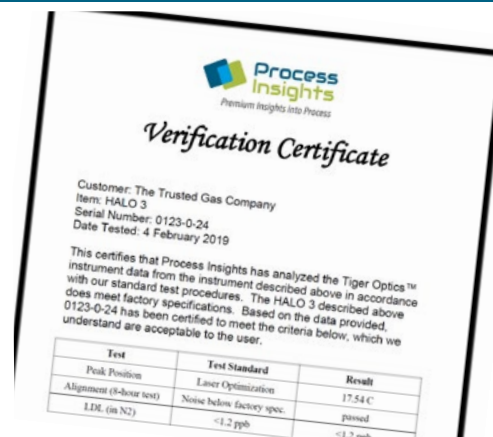 Process
Insights
Premium Insights Into Process
Verification Certificate
Customer: The Trusted Gas Company
Item: HALO 3
Serial Number: 0123-0-24
Date Tested: 4 February 2019
This certifies that Process Insights has analyzed the Tiger Optics™
instrument data from the instrument described above in accordance
with our standard test procedures. The HALO 3 described above
does meet factory specifications. Based on the data provided,
0123-0-24 has been certified to meet the criteria below, which we
understand are acceptable to the user.
Test Test Standard Result
Peak Position Laser Optimization 17.54 C
Alignment (8-hour test) Noise below factory spec. passed
LDL (in N2) <1.2 ppb <1.2 ppb